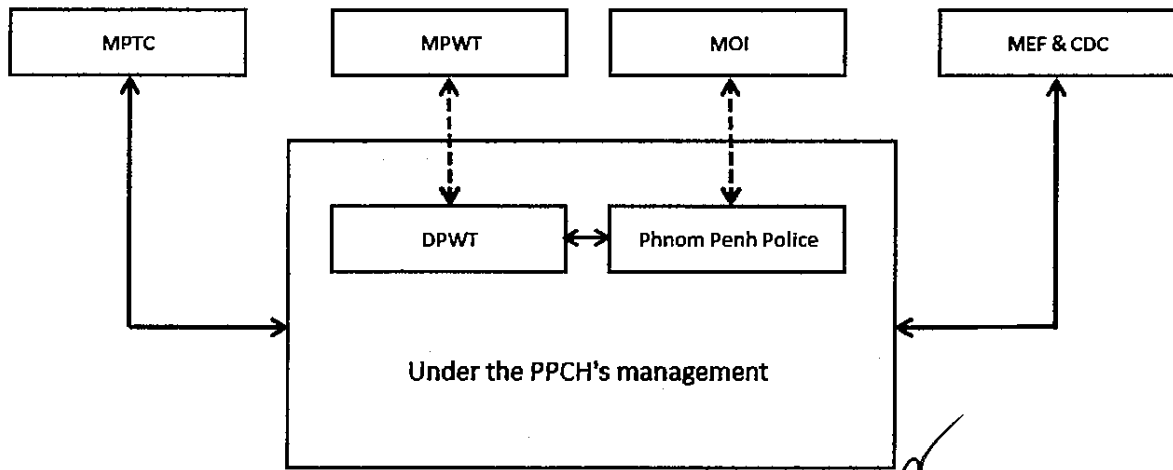 MPTC
MPWT
MOI
MEF & CDC
DPWT
Phnom Penh Police
Under the PPCH's management